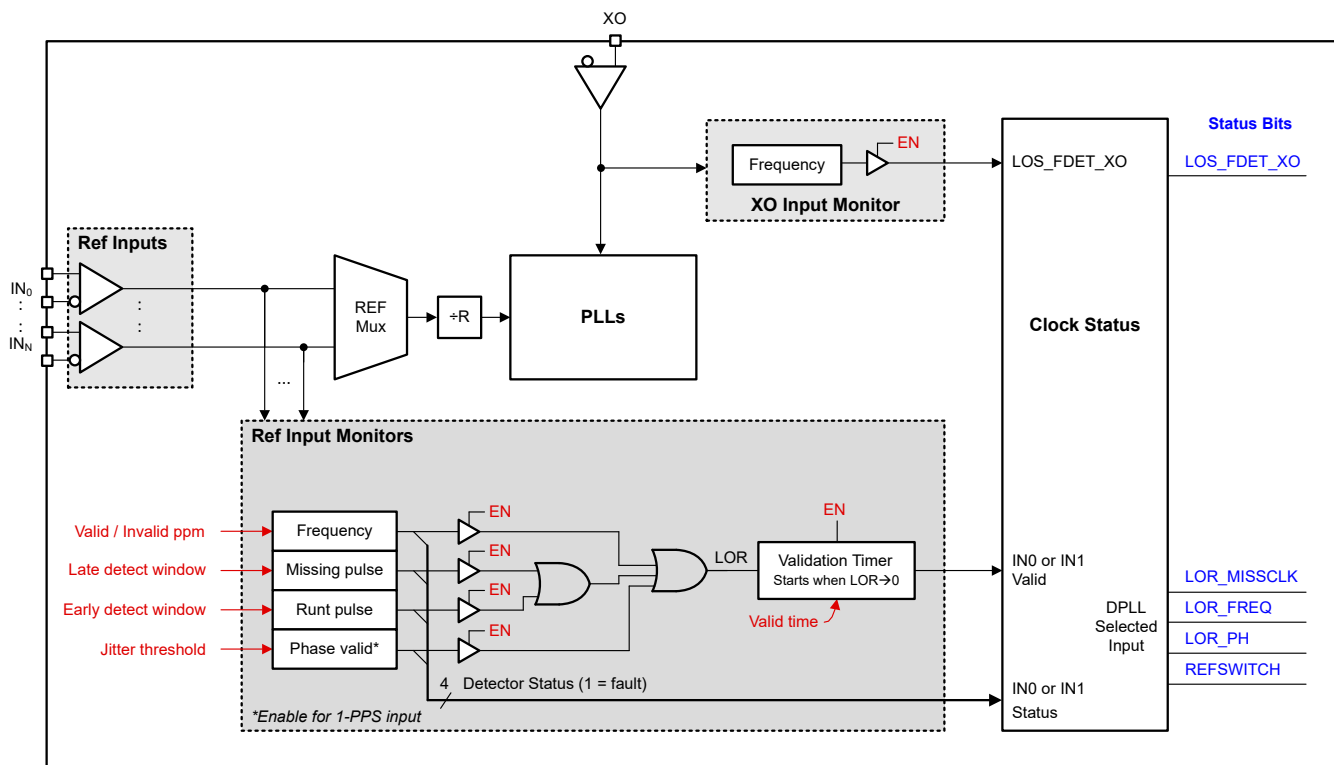 XO
Status Bits
EN
Frequency
LOS_FDET_XO
LOS_FDET_XO
XO Input Monitor
Ref Inputs
IN0
:
:
:
:
:
:
INN
REF
Mux
÷R
PLLs
Clock Status
...
Ref Input Monitors
Valid / Invalid ppm
Frequency
EN
Late detect window
Missing pulse
EN
Early detect window
Runt pulse
EN
Jitter threshold
Phase valid*
EN
LOR
EN
Validation Timer
Starts when LOR→0
Valid time
IN0 or IN1
Valid
DPLL
Selected
Input
LOR_MISSCLK
LOR_FREQ
LOR_PH
REFSWITCH
4 Detector Status (1 = fault)
IN0 or IN1
Status
*Enable for 1-PPS input